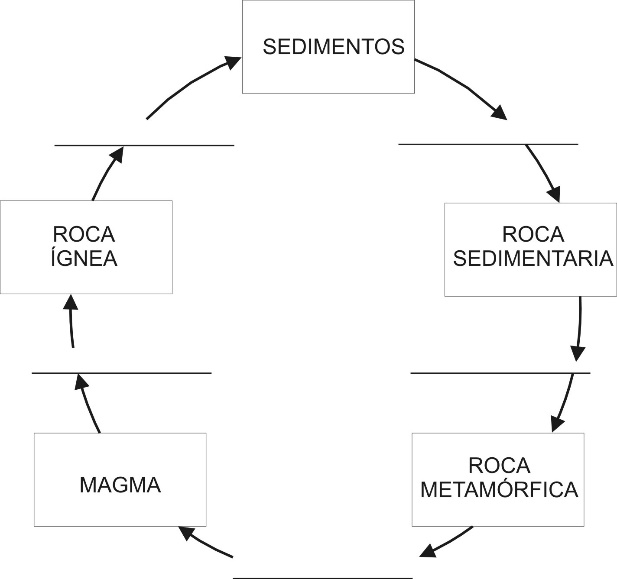 SEDIMENTOS
ROCA
ÍGNEA
ROCA
SEDIMENTARIA
MAGMA
ROCA
METAMÓRFICA